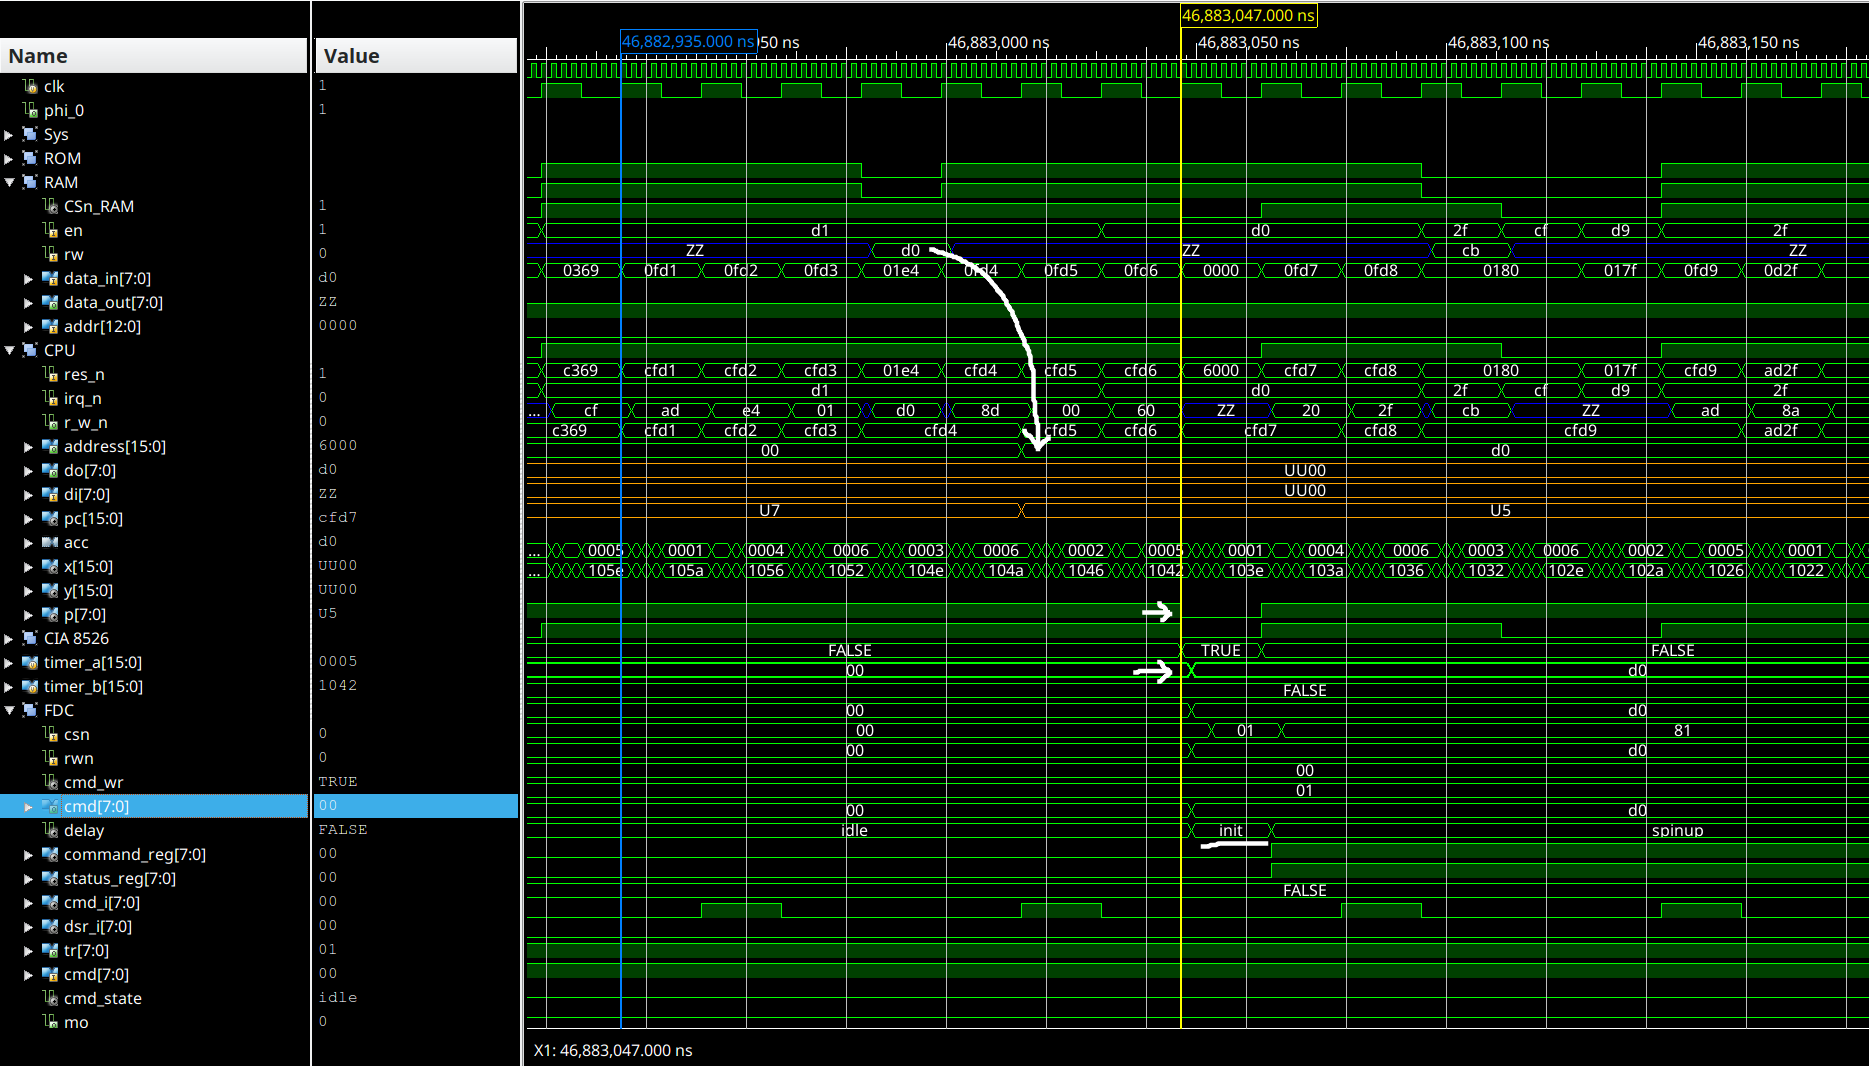 46,883,047.000 ns
46,882,935.000 ns 50 ns 46,883,000 ns 46,883,050 ns 46,883,100 ns 46,883,150 ns
Name Value
clk 1
phi_0 1
Sys
ROM
RAM
CSn_RAM 1
en 1
rw 0
data_in[7:0] d0
data_out[7:0] ZZ
addr[12:0] 0000
CPU
res_n 1
irq_n 0
r_w_n 0
address[15:0] 6000
do[7:0] d0
di[7:0] ZZ
pc[15:0] cfd7
acc d0
x[15:0] UU00
y[15:0] UU00
p[7:0] U5
CIA 8526
timer_a[15:0] 0005
timer_b[15:0] 1042
FDC
csn 0
rwn 0
cmd_wr TRUE
cmd[7:0] 00
delay FALSE
command_reg[7:0] 00
status_reg[7:0] 00
cmd_i[7:0] 00
dsr_i[7:0] 00
tr[7:0] 01
cmd[7:0] 00
cmd_state idle
mo 0
d1 d0 2f cf d9 2f
ZZ d0 ZZ cb ZZ
0369 0fd1 0fd2 0fd3 01e4 0fd4 0fd5 0fd6 0000 0fd7 0fd8 0180 017f 0fd9 0d2f
c369 cfd1 cfd2 cfd3 01e4 cfd4 cfd5 cfd6 6000 cfd7 cfd8 0180 017f cfd9 ad2f
d1 d0 2f cf d9 2f
... cf ad e4 01 d0 8d 00 60 ZZ 20 2f cb ZZ ad 8a
c369 cfd1 cfd2 cfd3 cfd4 cfd5 cfd6 cfd7 cfd8 cfd9 ad2f
00 d0
UU00
UU00
U7 U5
... 0005 0001 0004 0006 0003 0006 0002 0005 0001 0004 0006 0003 0006 0002 0005 0001
... 105e 105a 1056 1052 104e 104a 1046 1042 103e 103a 1036 1032 102e 102a 1026 1022
FALSE TRUE FALSE
00 d0
FALSE
00 d0
00 01 81
00 d0
00
01
00 d0
idle init spinup
FALSE
X1: 46,883,047.000 ns